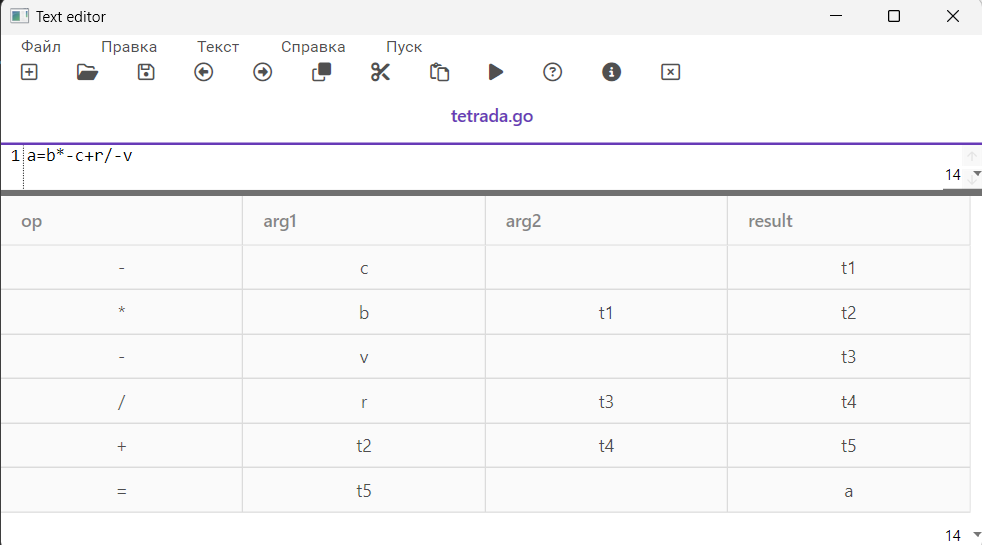 Text editor
Файл Правка Текст Справка Пуск
tetrada.go
1 a=b*-c+r/-v
14
op arg1 arg2 result
- c t1
* b t1 t2
- v t3
/ r t3 t4
+ t2 t4 t5
= t5 a
14